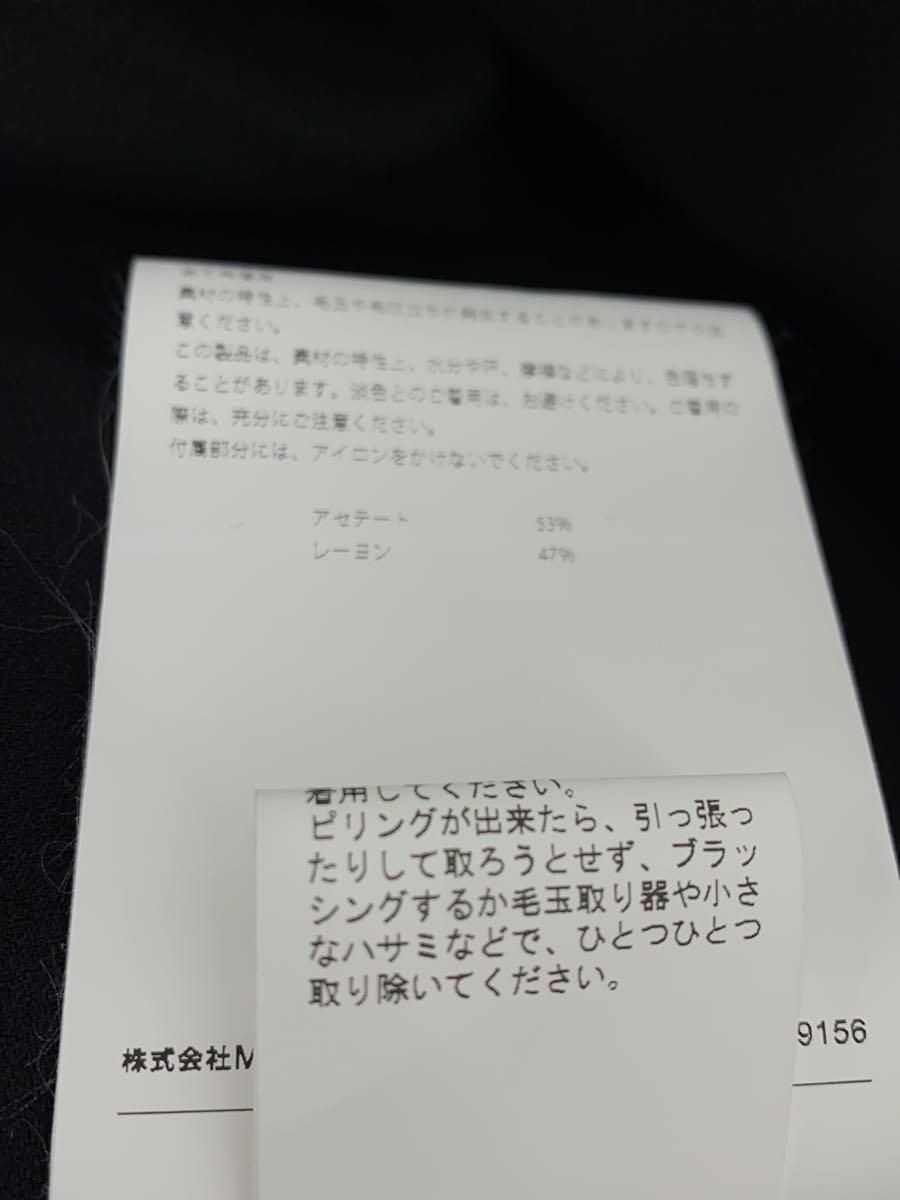 素材の特性上、毛玉や毛羽立ちが発生することがありますのでご注
意ください。
この製品は、素材の特性上、水分や汗、摩擦などにより、色落ちす
ることがあります。淡色とのご着用は、お避けください。ご着用の
際は、充分にご注意ください。
付属部分には、アイロンをかけないでください。
アセテート 53%
レーヨン 47%
着用してください。
ピリングが出来たら、引っ張っ
たりして取ろうとせず、ブラッ
シングするか毛玉取り器や小さ
なハサミなどで、ひとつひとつ
取り除いてください。
株式会社M
9156